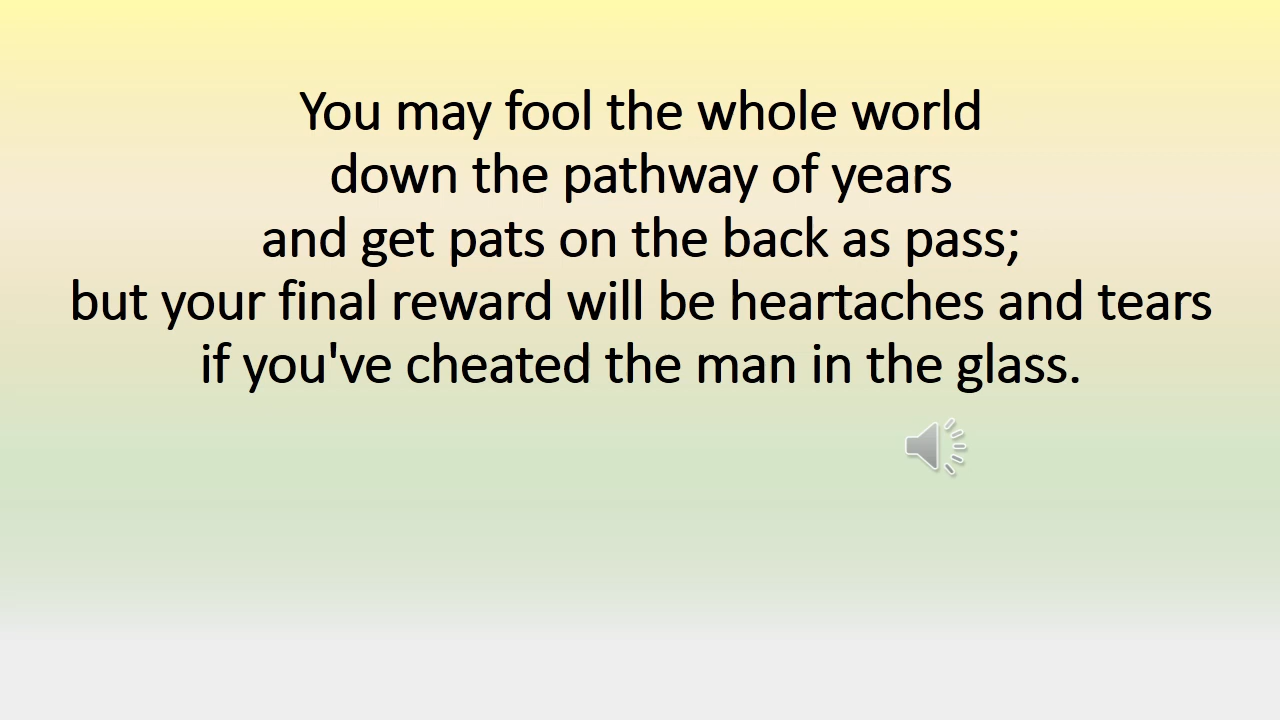 You may fool the whole world
down the pathway of years
and get pats on the back as pass;
but your final reward will be heartaches and tears
if you've cheated the man in the glass.